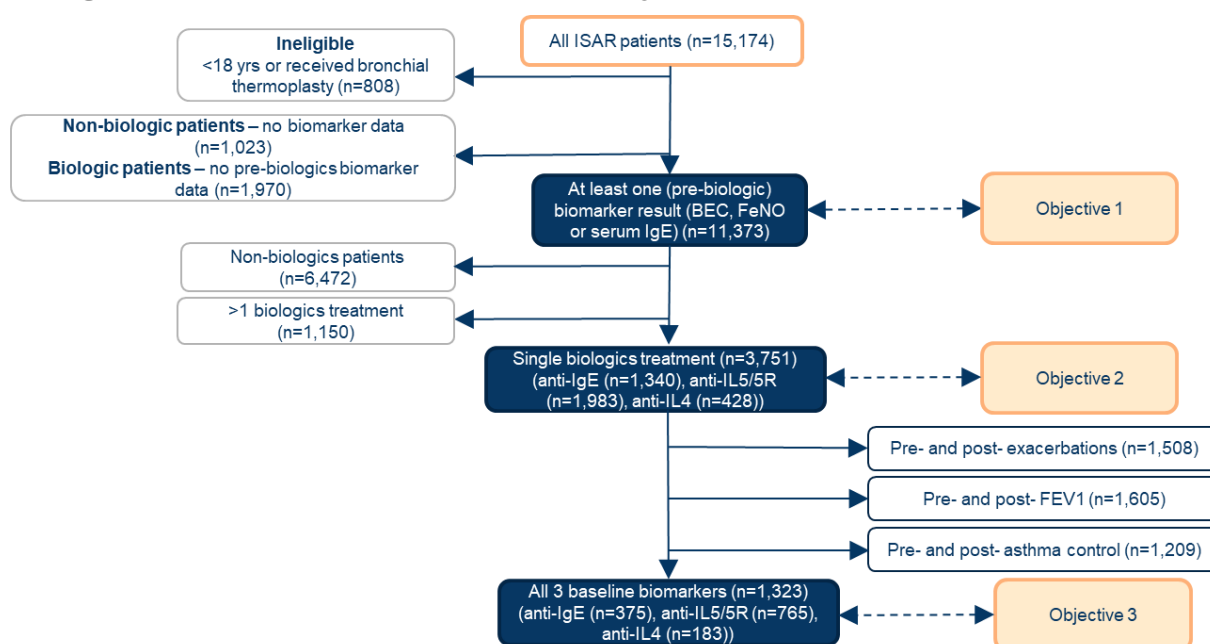 All ISAR patients (n=15,174)
Ineligible
<18 yrs or received bronchial
thermoplasty (n=808)
Non-biologic patients – no biomarker data
(n=1,023)
Biologic patients – no pre-biologics biomarker
data (n=1,970)
At least one (pre-biologic)
biomarker result (BEC, FeNO
or serum IgE) (n=11,373)
Objective 1
Non-biologics patients
(n=6,472)
>1 biologics treatment
(n=1,150)
Single biologics treatment (n=3,751)
(anti-IgE (n=1,340), anti-IL5/5R
(n=1,983), anti-IL4 (n=428))
Objective 2
Pre- and post- exacerbations (n=1,508)
Pre- and post- FEV1 (n=1,605)
Pre- and post- asthma control (n=1,209)
All 3 baseline biomarkers (n=1,323)
(anti-IgE (n=375), anti-IL5/5R (n=765),
anti-IL4 (n=183))
Objective 3